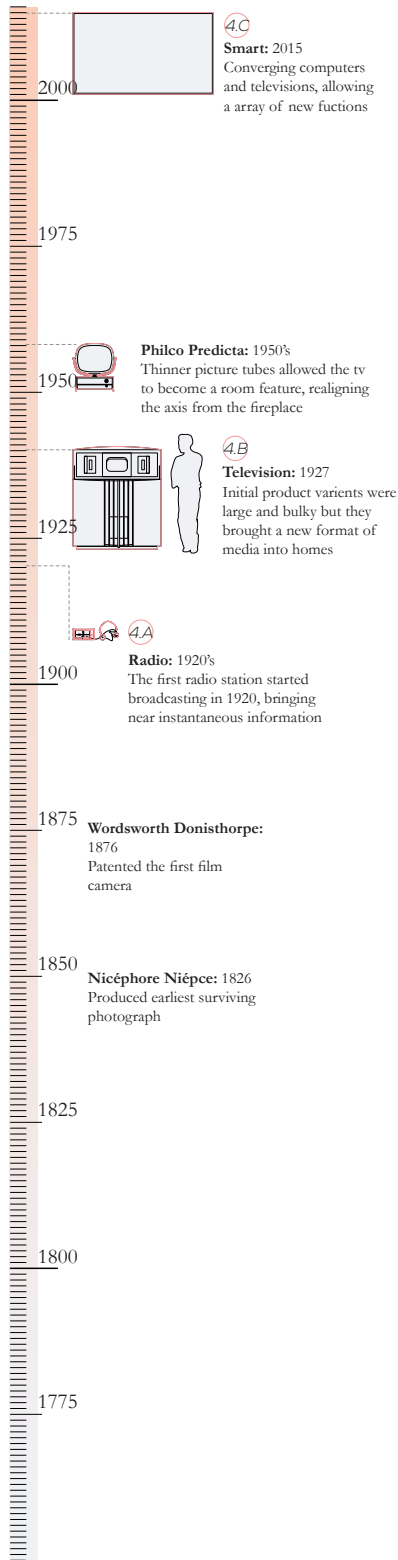 4.C
Smart: 2015
Converging computers
and televisions, allowing
a array of new fuctions
2000
1975
Philco Predicta: 1950's
Thinner picture tubes allowed the tv
to become a room feature, realigning
the axis from the fireplace
1950
4.B
Television: 1927
Initial product varients were
large and bulky but they
brought a new format of
media into homes
1925
4.A
Radio: 1920's
The first radio station started
broadcasting in 1920, bringing
near instantaneous information
1900
1875
Wordsworth Donisthorpe:
1876
Patented the first film
camera
1850
Nicéphore Niépce: 1826
Produced earliest surviving
photograph
1825
1800
1775